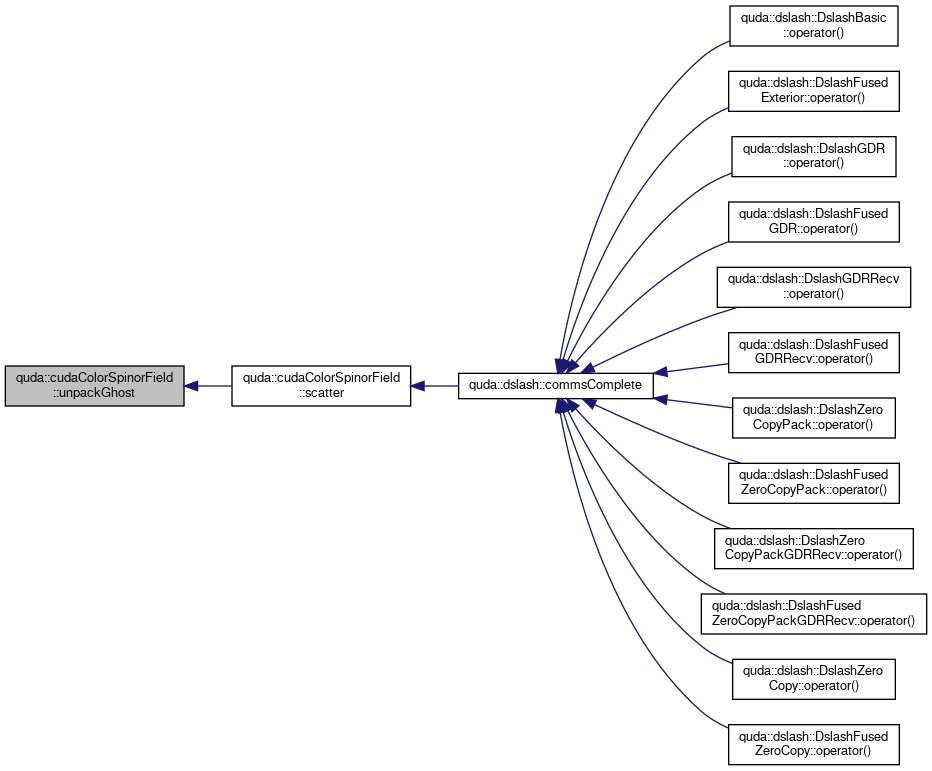 quda::cudaColorSpinorField
::unpackGhost
quda::cudaColorSpinorField
::scatter
quda::dslash::commsComplete
quda::dslash::DslashBasic
::operator()
quda::dslash::DslashFused
Exterior::operator()
quda::dslash::DslashGDR
::operator()
quda::dslash::DslashFused
GDR::operator()
quda::dslash::DslashGDRRecv
::operator()
quda::dslash::DslashFused
GDRRecv::operator()
quda::dslash::DslashZero
CopyPack::operator()
quda::dslash::DslashFused
ZeroCopyPack::operator()
quda::dslash::DslashZero
CopyPackGDRRecv::operator()
quda::dslash::DslashFused
ZeroCopyPackGDRRecv::operator()
quda::dslash::DslashZero
Copy::operator()
quda::dslash::DslashFused
ZeroCopy::operator()